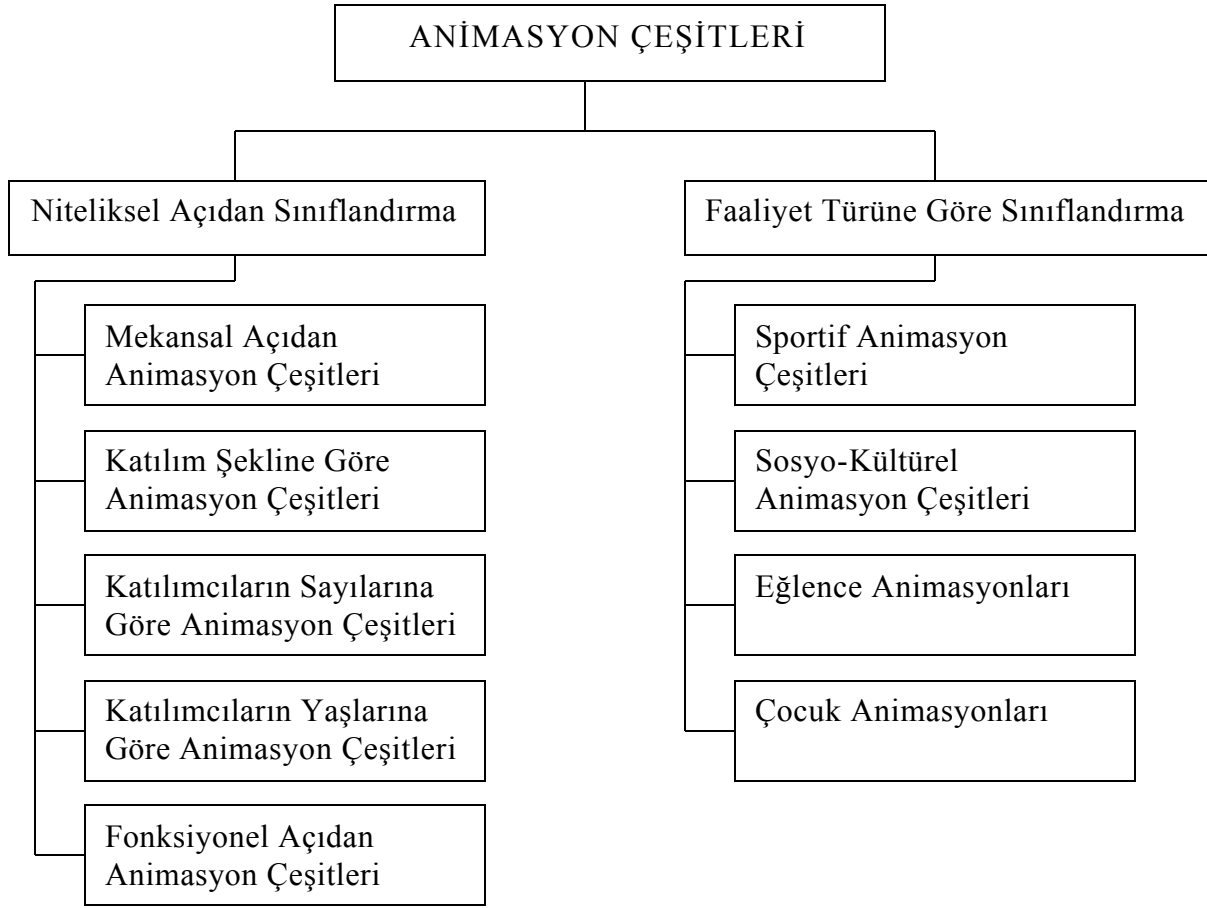 ANİMASYON ÇEŞİTLERİ
Niteliksel Açıdan Sınıflandırma
Mekansal Açıdan
Animasyon Çeşitleri
Katılım Şekline Göre
Animasyon Çeşitleri
Katılımcıların Sayılarına
Göre Animasyon Çeşitleri
Katılımcıların Yaşlarına
Göre Animasyon Çeşitleri
Fonksiyonel Açıdan
Animasyon Çeşitleri
Faaliyet Türüne Göre Sınıflandırma
Sportif Animasyon
Çeşitleri
Sosyo-Kültürel
Animasyon Çeşitleri
Eğlence Animasyonları
Çocuk Animasyonları